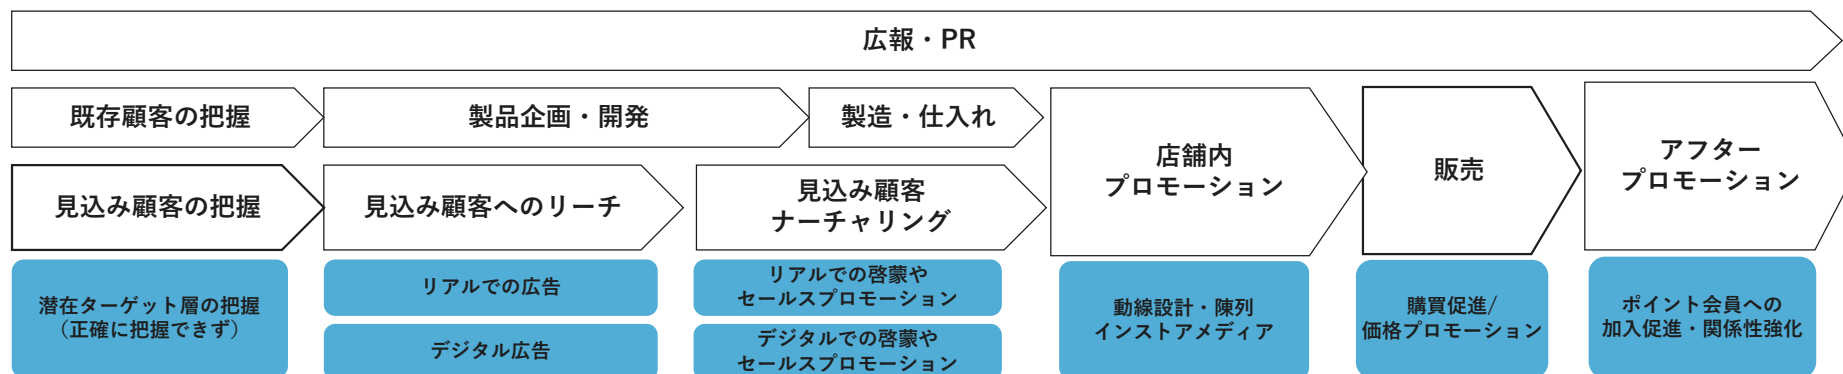 広報・PR
既存顧客の把握
製品企画・開発
製造・仕入れ
見込み顧客の把握
見込み顧客へのリーチ
見込み顧客
ナーチャリング
店舗内
プロモーション
販売
アフター
プロモーション
潜在ターゲット層の把握
（正確に把握できず）
リアルでの広告
デジタル広告
リアルでの啓蒙や
セールスプロモーション
デジタルでの啓蒙や
セールスプロモーション
動線設計・陳列
インストアメディア
購買促進/
価格プロモーション
ポイント会員への
加入促進・関係性強化